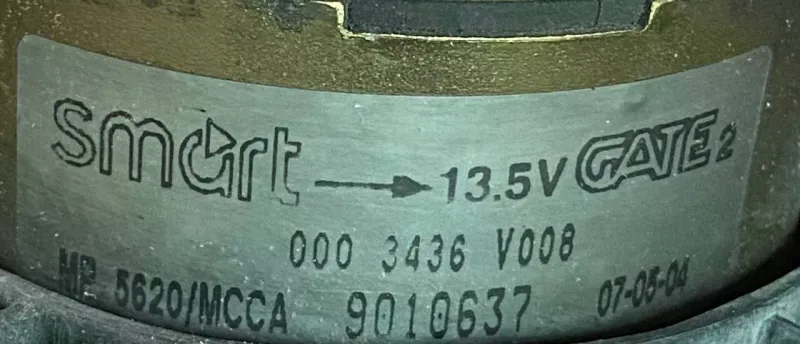 smart → 13.5V GATE 2
000 3436 V008
MP 5620/MCCA 9010637 07-05-04